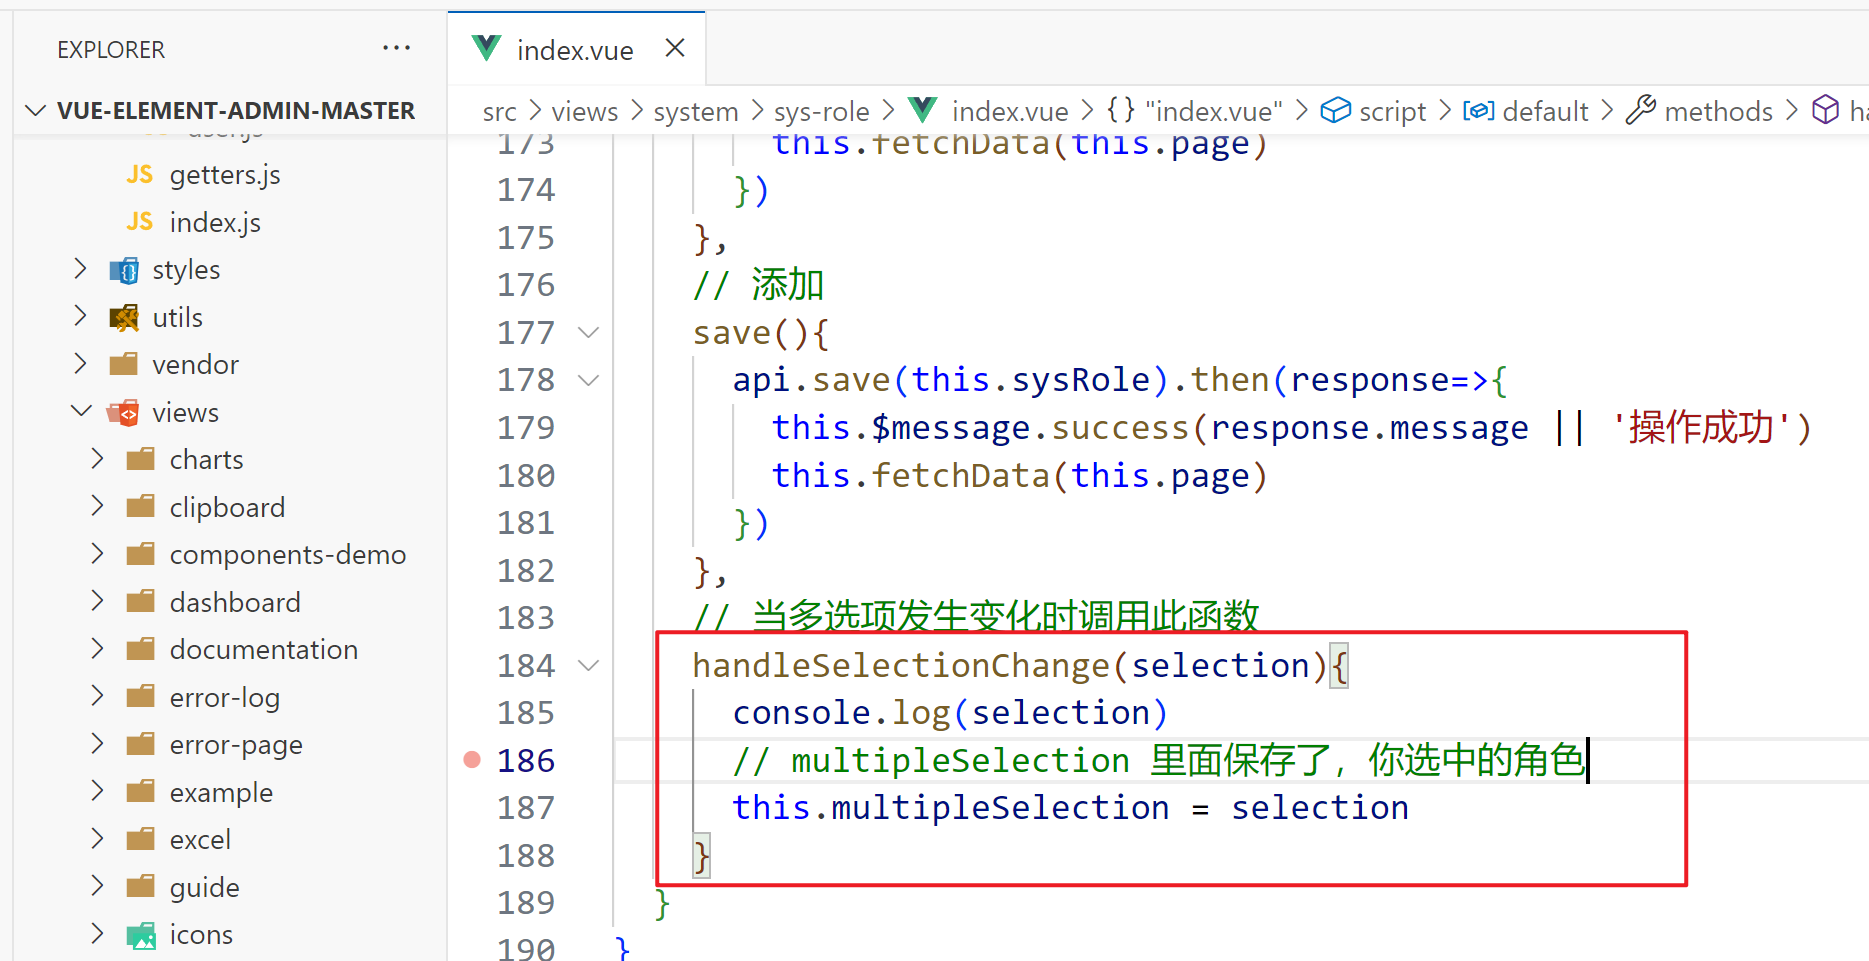 EXPLORER
index.vue
VUE-ELEMENT-ADMIN-MASTER
src > views > system > sys-role > index.vue > {} "index.vue" > script > default > methods > ha
user.js
JS getters.js
JS index.js
styles
utils
vendor
views
charts
clipboard
components-demo
dashboard
documentation
error-log
error-page
example
excel
guide
icons
173 this.fetchData(this.page)
174 })
175 },
176 // 添加
177 save(){
178 api.save(this.sysRole).then(response=>{
179 this.$message.success(response.message || '操作成功')
180 this.fetchData(this.page)
181 })
182 },
183 // 当多选项发生变化时调用此函数
184 handleSelectionChange(selection){
185 console.log(selection)
186 // multipleSelection 里面保存了，你选中的角色
187 this.multipleSelection = selection
188 }
189 }
190 }